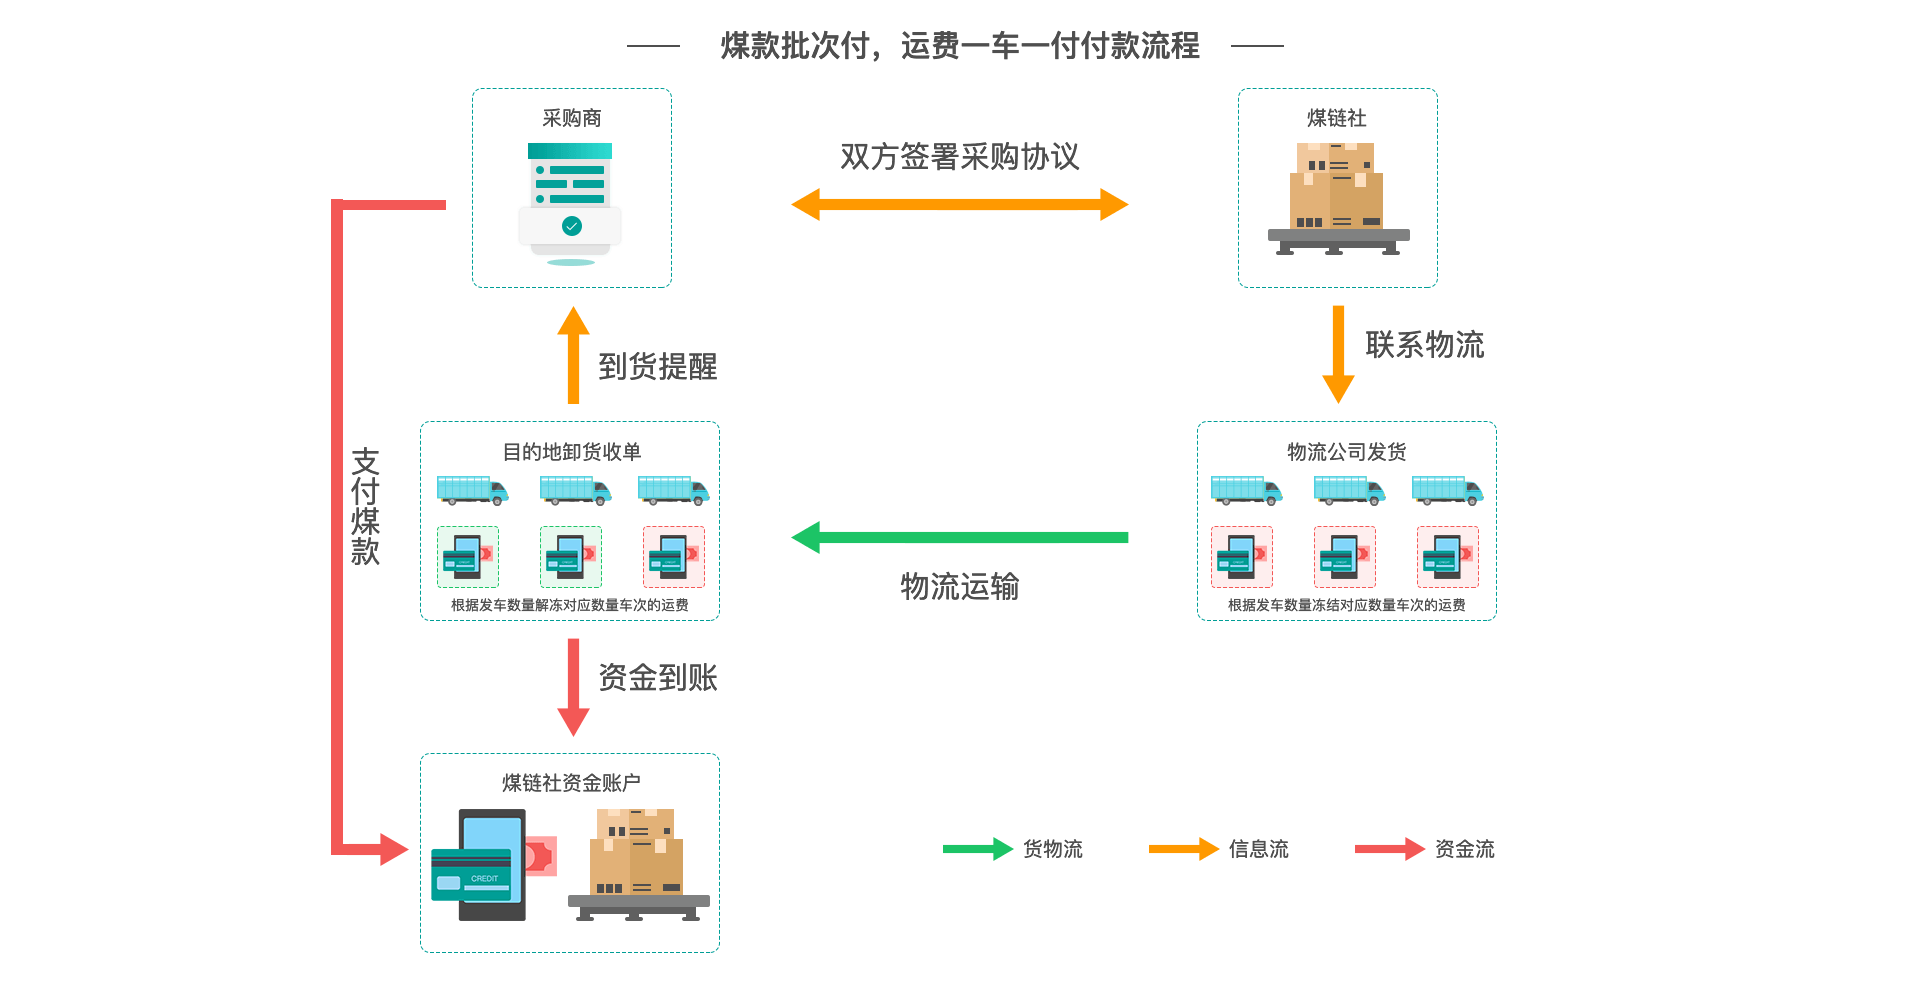 煤款批次付，运费一车一付付款流程
采购商
煤链社
双方签署采购协议
到货提醒
联系物流
支付煤款
目的地卸货收单
物流公司发货
根据发车数量解冻对应数量车次的运费
物流运输
根据发车数量冻结对应数量车次的运费
资金到账
煤链社资金账户
CREDIT
货物流
信息流
资金流